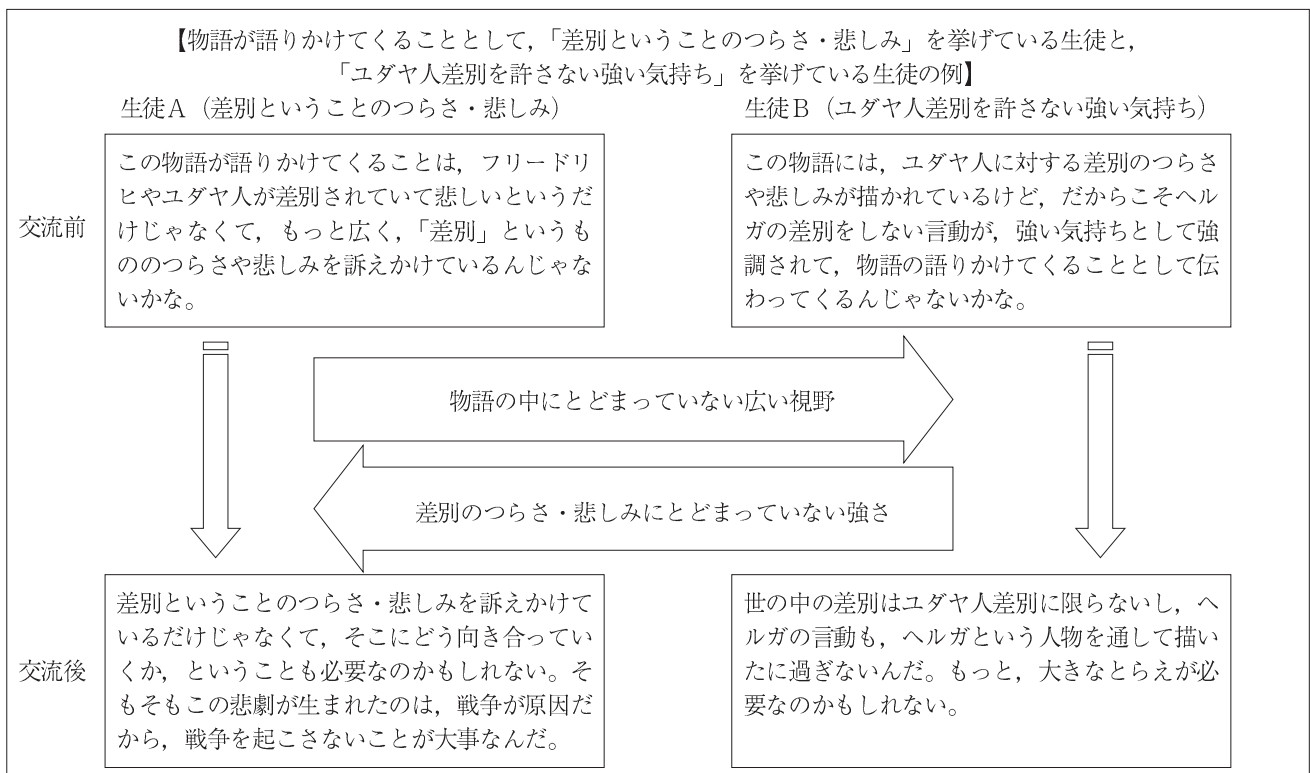 【物語が語りかけてくることとして，「差別ということのつらさ・悲しみ」を挙げている生徒と，
「ユダヤ人差別を許さない強い気持ち」を挙げている生徒の例】
生徒Ａ（差別ということのつらさ・悲しみ）
生徒Ｂ（ユダヤ人差別を許さない強い気持ち）
交流前
この物語が語りかけてくることは，フリードリ
ヒやユダヤ人が差別されていて悲しいというだ
けじゃなくて，もっと広く，「差別」というも
ののつらさや悲しみを訴えかけているんじゃな
いかな。
この物語には，ユダヤ人に対する差別のつらさ
や悲しみが描かれているけど，だからこそヘル
ガの差別をしない言動が，強い気持ちとして強
調されて，物語の語りかけてくることとして伝
わってくるんじゃないかな。
物語の中にとどまっていない広い視野
差別のつらさ・悲しみにとどまっていない強さ
交流後
差別ということのつらさ・悲しみを訴えかけて
いるだけじゃなくて，そこにどう向き合ってい
くか，ということも必要なのかもしれない。そ
もそもこの悲劇が生まれたのは，戦争が原因だ
から，戦争を起こさないことが大事なんだ。
世の中の差別はユダヤ人差別に限らないし，ヘ
ルガの言動も，ヘルガという人物を通して描い
たに過ぎないんだ。もっと，大きなとらえが必
要なのかもしれない。